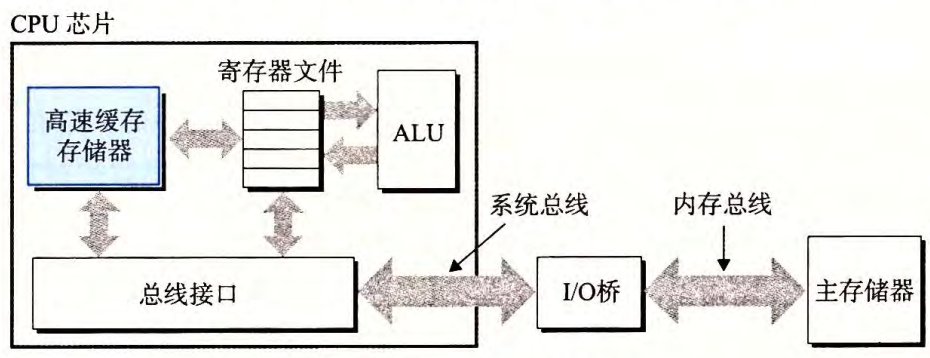 CPU 芯片
寄存器文件
高速缓存
存储器
ALU
系统总线
内存总线
总线接口
I/O桥
主存储器